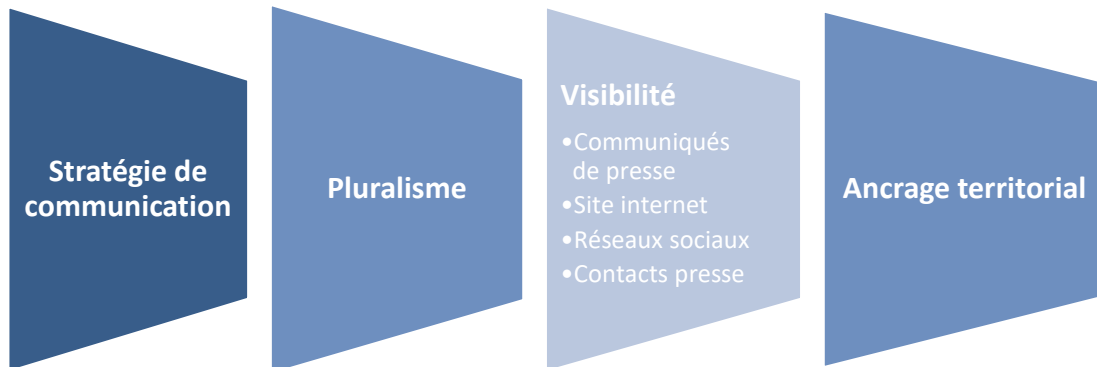 Stratégie de
communication
Pluralisme
Visibilité
•Communiqués
de presse
•Site internet
•Réseaux sociaux
•Contacts presse
Ancrage territorial